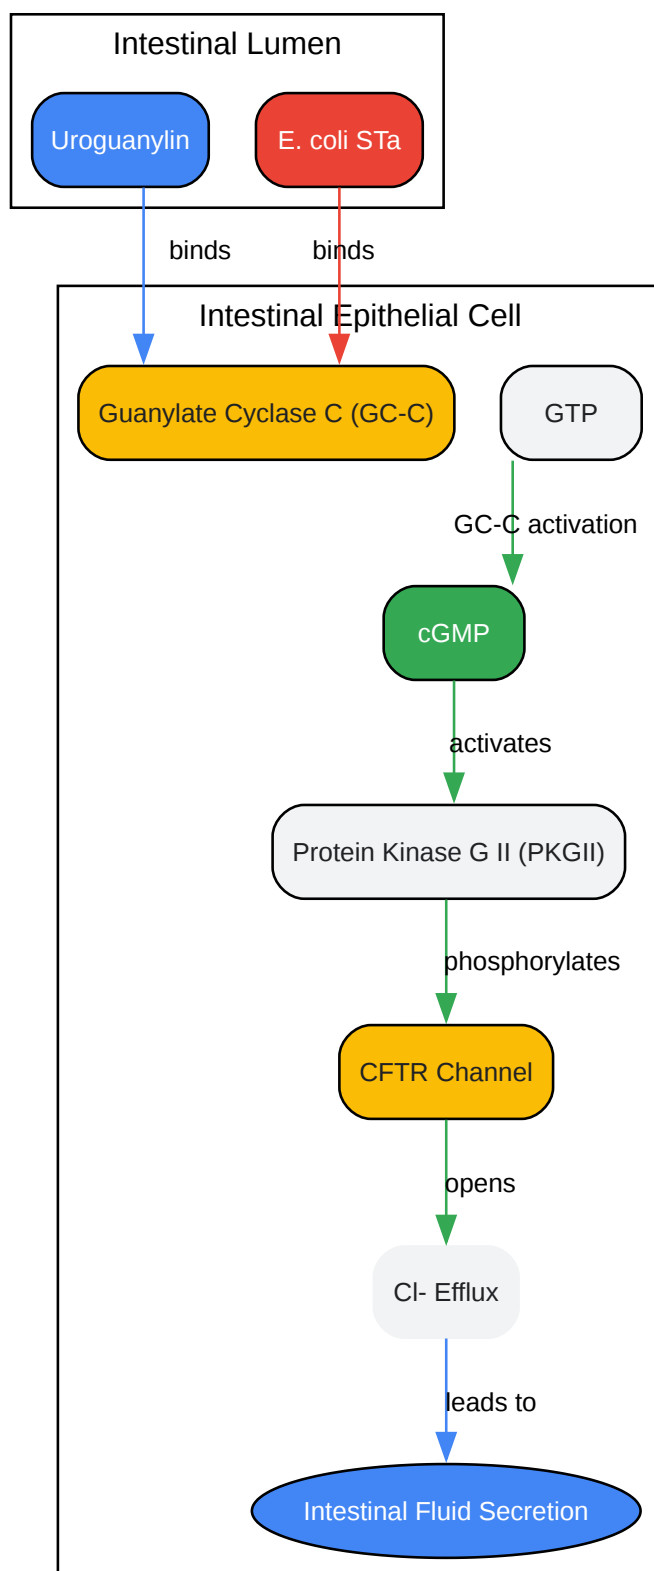 Intestinal Lumen
Uroguanylin
E. coli STa
binds
binds
Intestinal Epithelial Cell
Guanylate Cyclase C (GC-C)
GTP
GC-C activation
cGMP
activates
Protein Kinase G II (PKGII)
phosphorylates
CFTR Channel
opens
Cl- Efflux
leads to
Intestinal Fluid Secretion